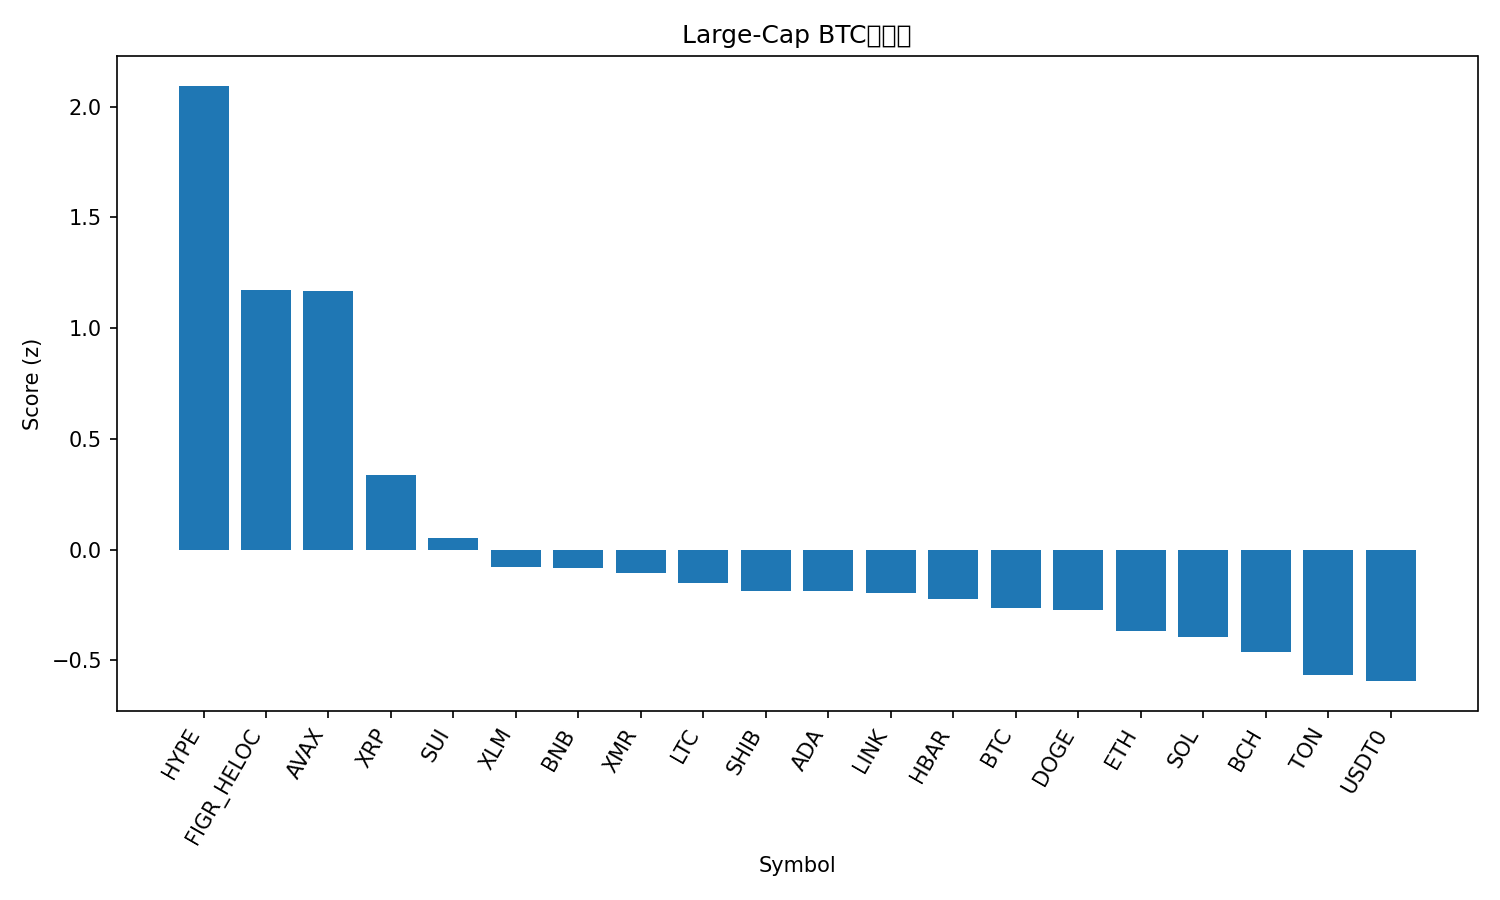 Large-Cap BTC
2.0
1.5
1.0
0.5
0.0
−0.5
Score (z)
HYPE
FIGR_HELOC
AVAX
XRP
SUI
XLM
BNB
XMR
LTC
SHIB
ADA
LINK
HBAR
BTC
DOGE
ETH
SOL
BCH
TON
USDT0
Symbol